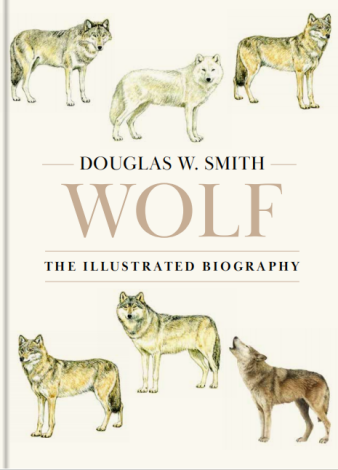 DOUGLAS W. SMITH
WOLF
THE ILLUSTRATED BIOGRAPHY